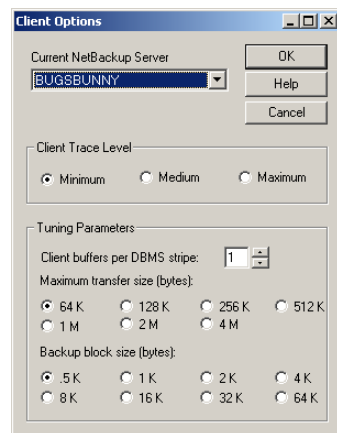 Client Options
Current NetBackup Server
OK
BUGSBUNNY
Help
Cancel
Client Trace Level
Minimum Medium Maximum
Tuning Parameters
Client buffers per DBMS stripe: 1
Maximum transfer size (bytes):
64 K 128 K 256 K 512 K
1 M 2 M 4 M
Backup block size (bytes):
.5 K 1 K 2 K 4 K
8 K 16 K 32 K 64 K